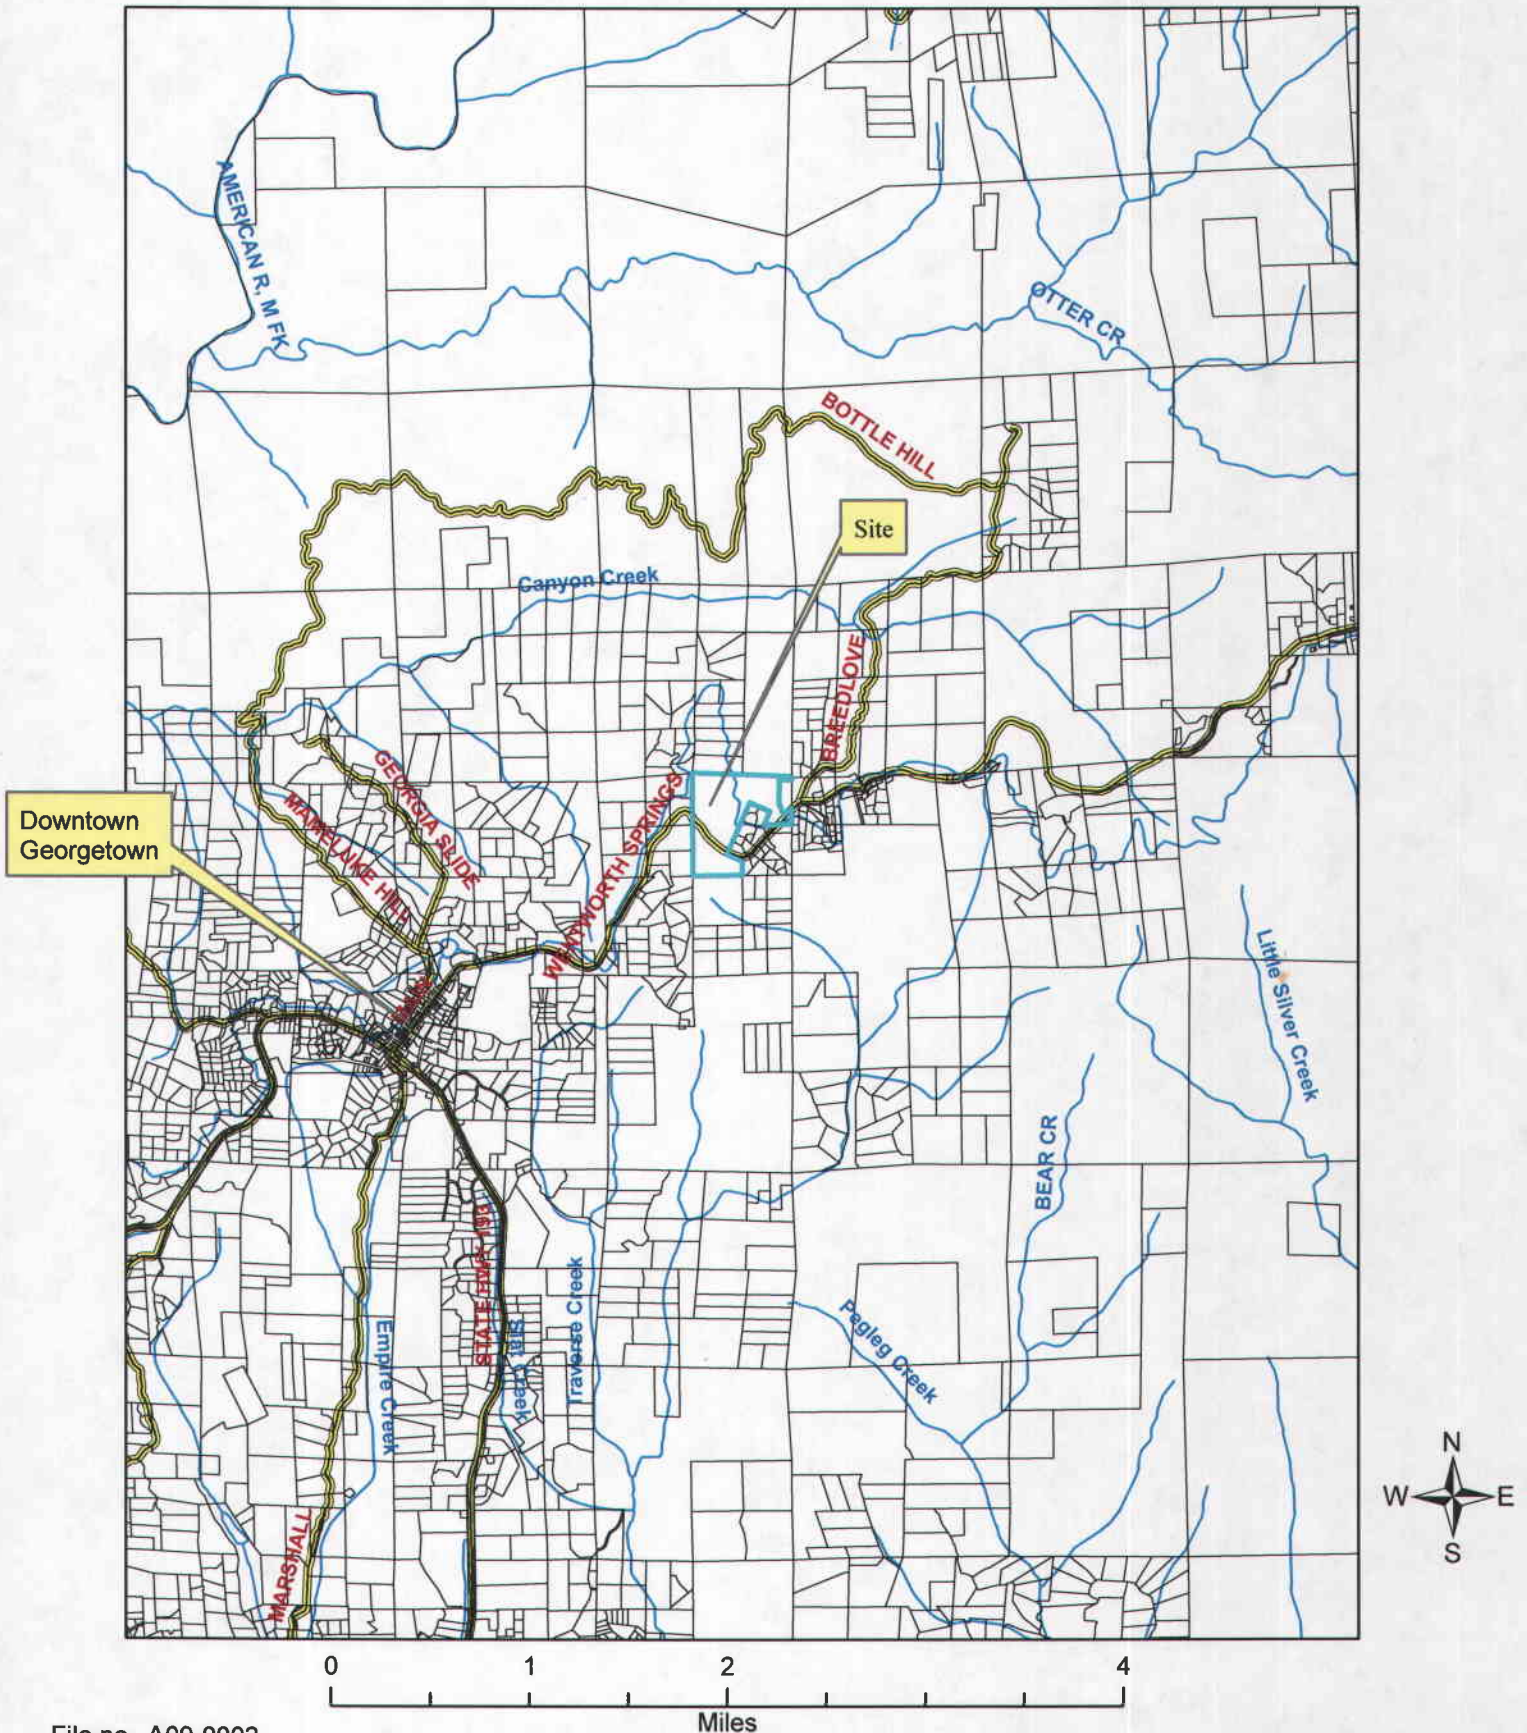 AMERICAN R, M FK
OTTER CR
BOTTLE HILL
Site
Canyon Creek
BREEDLOVE
GEORGIA SLIDE
MAMELUKE HILL
WENTWORTH SPRINGS
Downtown
Georgetown
Little Silver Creek
BEAR CR
STATE HWY 193
Traverse Creek
Empire Creek
Slat Creek
Pegleg Creek
MARSHALL
N
W E
S
0 1 2 4
Miles